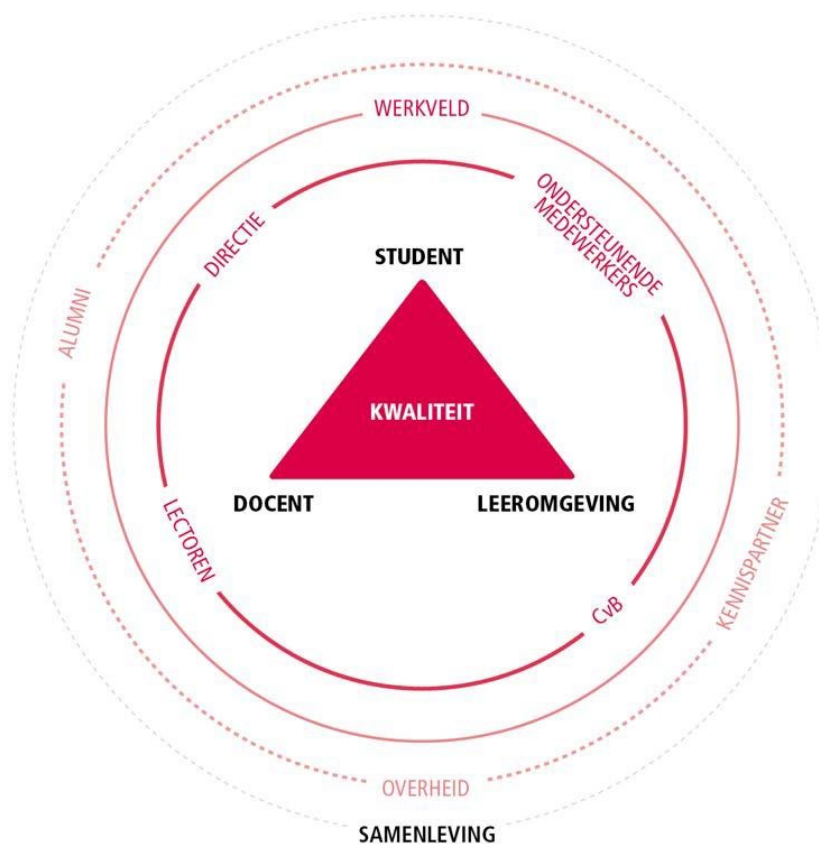 WERKVELD
ONDERSTEUNENDE
MEDEWERKERS
DIRECTIE
STUDENT
ALUMNI
KWALITEIT
DOCENT
LEEROMGEVING
LECTOREN
KENNISPARTNER
CvB
OVERHEID
SAMENLEVING